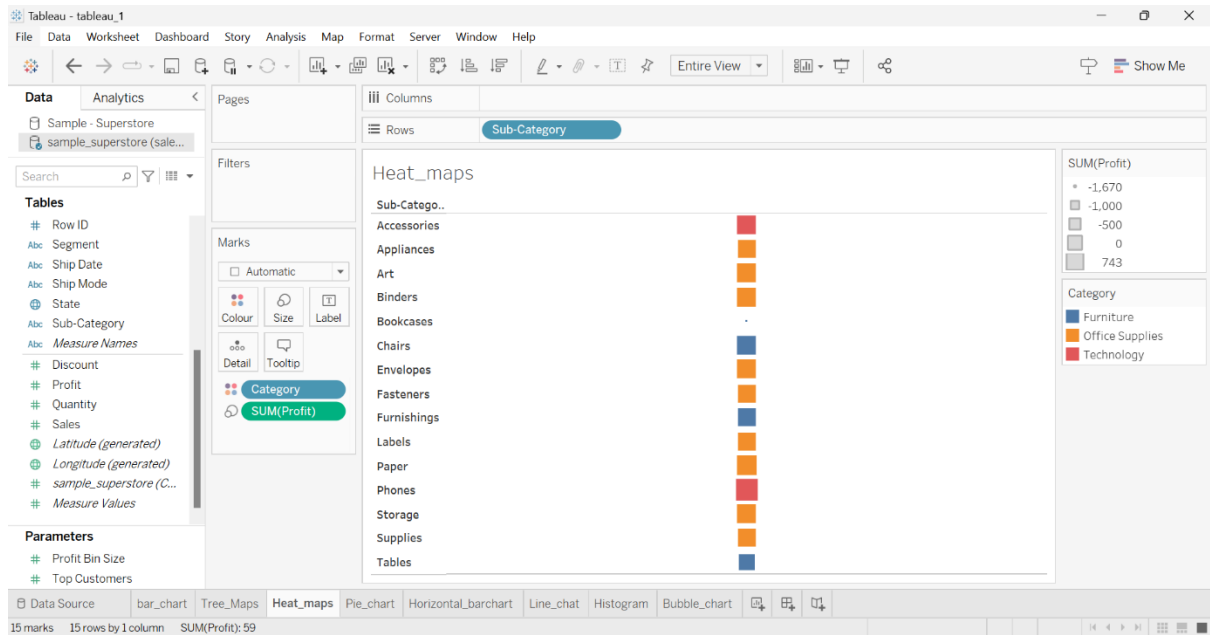 Tableau - tableau_1
File Data Worksheet Dashboard Story Analysis Map Format Server Window Help
Entire View
Show Me
Data Analytics
Sample - Superstore
sample_superstore (sale...
Search
Tables
# Row ID
Abc Segment
Abc Ship Date
Abc Ship Mode
State
Abc Sub-Category
Abc Measure Names
# Discount
# Profit
# Quantity
# Sales
Latitude (generated)
Longitude (generated)
# sample_superstore (C...
# Measure Values
Parameters
# Profit Bin Size
# Top Customers
Pages
Filters
Marks
Automatic
Colour Size Label
Detail Tooltip
Category
SUM(Profit)
Columns
Rows Sub-Category
Heat_maps
Sub-Catego..
Accessories
Appliances
Art
Binders
Bookcases
Chairs
Envelopes
Fasteners
Furnishings
Labels
Paper
Phones
Storage
Supplies
Tables
SUM(Profit)
-1,670
-1,000
-500
0
743
Category
Furniture
Office Supplies
Technology
Data Source bar_chart Tree_Maps Heat_maps Pie_chart Horizontal_barchart Line_chat Histogram Bubble_chart
15 marks 15 rows by 1 column SUM(Profit): 59